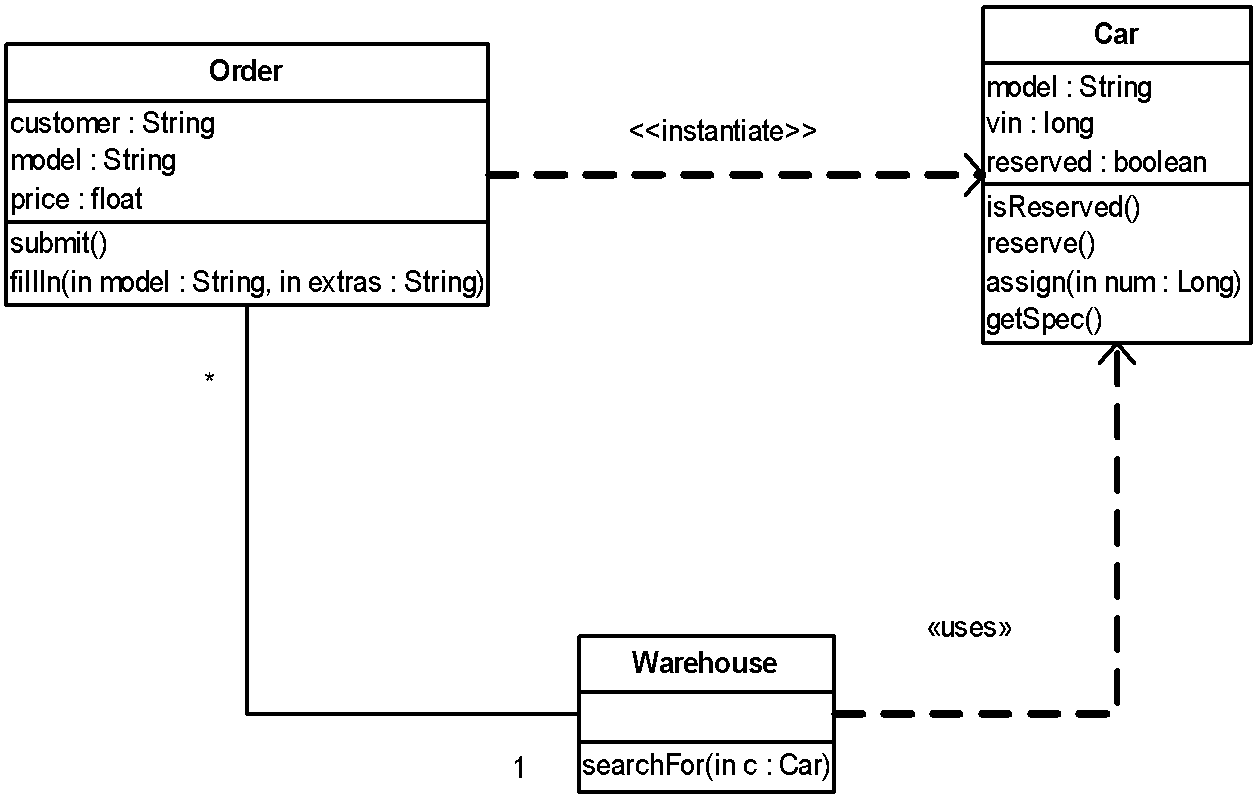 Order
customer : String
model : String
price : float
submit()
fillIn(in model : String, in extras : String)
<<instantiate>>
Car
model : String
vin : long
reserved : boolean
isReserved()
reserve()
assign(in num : Long)
getSpec()
*
1
Warehouse
searchFor(in c : Car)
«uses»